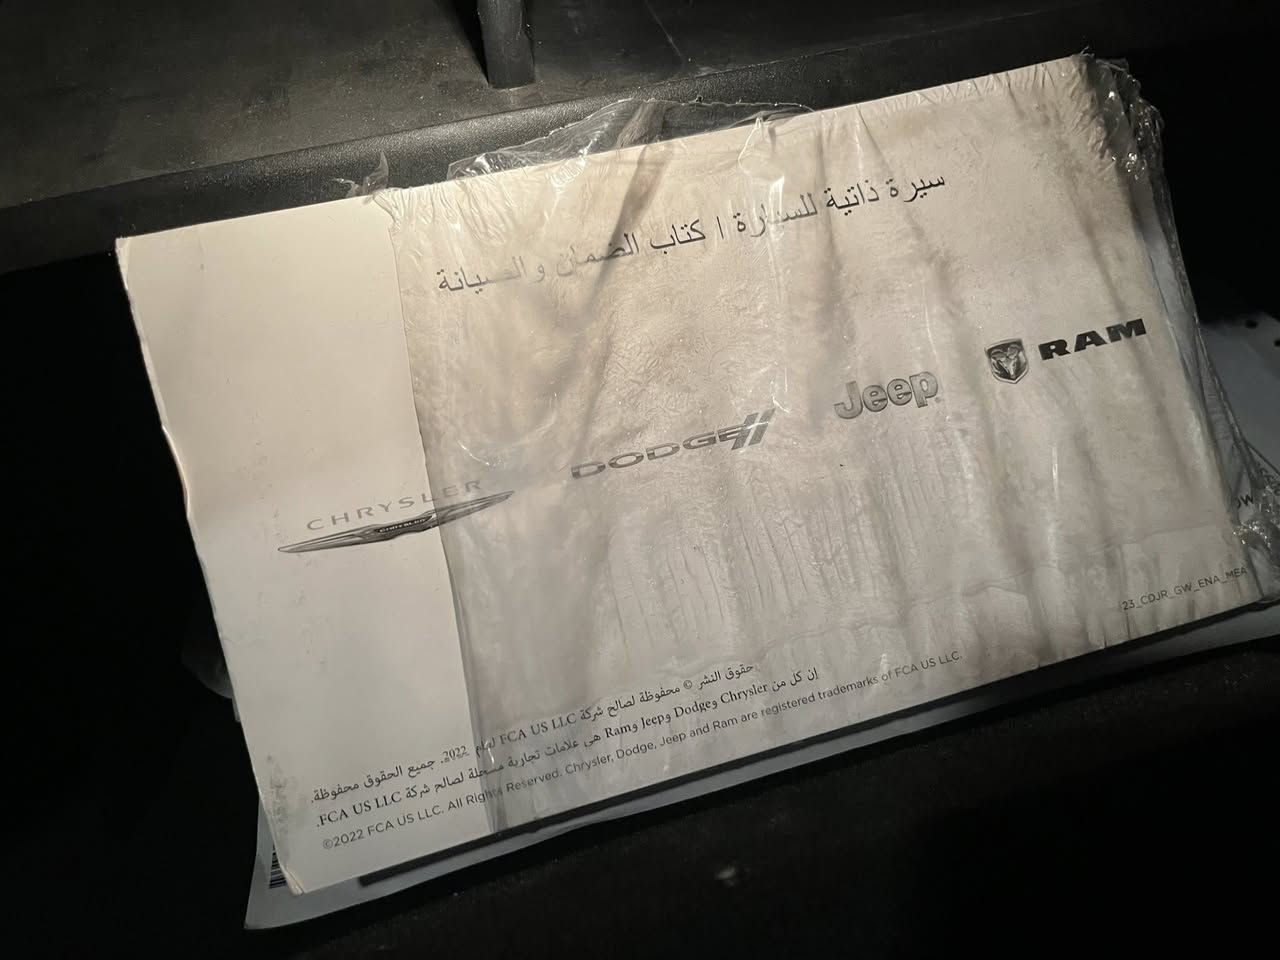 سيرة ذاتية للسيارة / كتاب الضمان والصيانة
CHRYSLER
CHRYSLER
DODGE
Jeep
RAM
23_CDJR_GW_ENA_MEA
حقوق النشر © محفوظة لصالح شركة FCA US LLC لعام 2022. جميع الحقوق محفوظة.
إن كل من Chrysler وDodge وJeep وRam هي علامات تجارية مسجلة لصالح شركة FCA US LLC.
©2022 FCA US LLC. All Rights Reserved. Chrysler, Dodge, Jeep and Ram are registered trademarks of FCA US LLC.